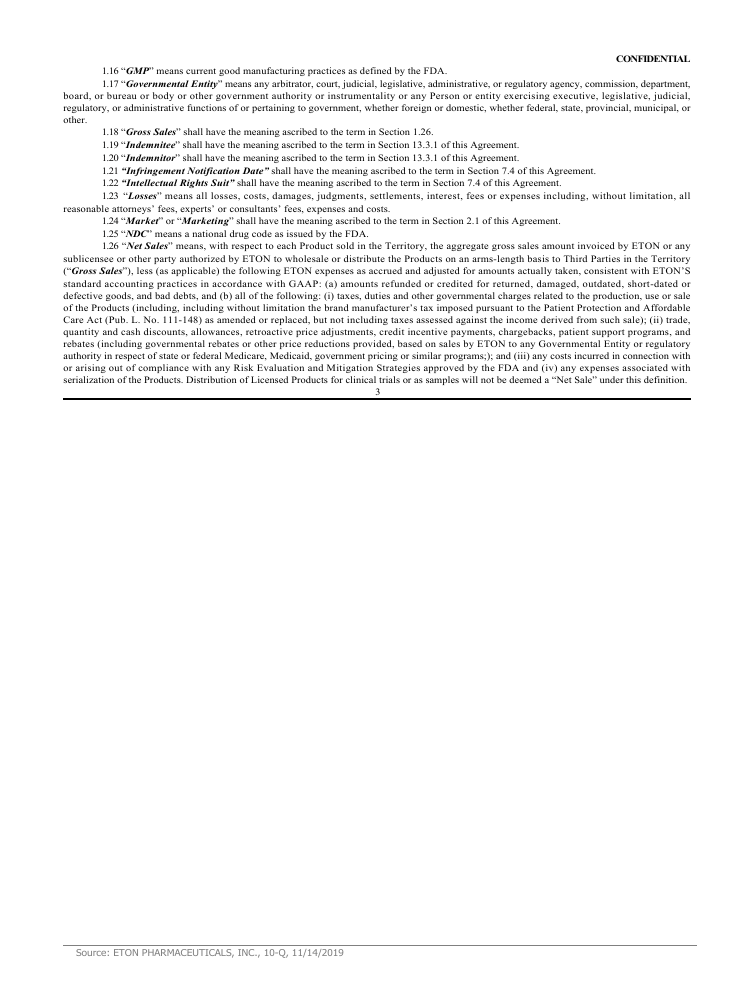 CONFIDENTIAL
1.16 “GMP” means current good manufacturing practices as defined by the FDA.
1.17 “Governmental Entity” means any arbitrator, court, judicial, legislative, administrative, or regulatory agency, commission, department,
board, or bureau or body or other government authority or instrumentality or any Person or entity exercising executive, legislative, judicial,
regulatory, or administrative functions of or pertaining to government, whether foreign or domestic, whether federal, state, provincial, municipal, or
other.
1.18 “Gross Sales” shall have the meaning ascribed to the term in Section 1.26.
1.19 “Indemnitee” shall have the meaning ascribed to the term in Section 13.3.1 of this Agreement.
1.20 “Indemnitor” shall have the meaning ascribed to the term in Section 13.3.1 of this Agreement.
1.21 “Infringement Notification Date” shall have the meaning ascribed to the term in Section 7.4 of this Agreement.
1.22 “Intellectual Rights Suit” shall have the meaning ascribed to the term in Section 7.4 of this Agreement.
1.23 “Losses” means all losses, costs, damages, judgments, settlements, interest, fees or expenses including, without limitation, all
reasonable attorneys’ fees, experts’ or consultants’ fees, expenses and costs.
1.24 “Market” or “Marketing” shall have the meaning ascribed to the term in Section 2.1 of this Agreement.
1.25 “NDC” means a national drug code as issued by the FDA.
1.26 “Net Sales” means, with respect to each Product sold in the Territory, the aggregate gross sales amount invoiced by ETON or any
sublicensee or other party authorized by ETON to wholesale or distribute the Products on an arms-length basis to Third Parties in the Territory
(“Gross Sales”), less (as applicable) the following ETON expenses as accrued and adjusted for amounts actually taken, consistent with ETON’S
standard accounting practices in accordance with GAAP: (a) amounts refunded or credited for returned, damaged, outdated, short-dated or
defective goods, and bad debts, and (b) all of the following: (i) taxes, duties and other governmental charges related to the production, use or sale
of the Products (including, including without limitation the brand manufacturer’s tax imposed pursuant to the Patient Protection and Affordable
Care Act (Pub. L. No. 111-148) as amended or replaced, but not including taxes assessed against the income derived from such sale); (ii) trade,
quantity and cash discounts, allowances, retroactive price adjustments, credit incentive payments, chargebacks, patient support programs, and
rebates (including governmental rebates or other price reductions provided, based on sales by ETON to any Governmental Entity or regulatory
authority in respect of state or federal Medicare, Medicaid, government pricing or similar programs;); and (iii) any costs incurred in connection with
or arising out of compliance with any Risk Evaluation and Mitigation Strategies approved by the FDA and (iv) any expenses associated with
serialization of the Products. Distribution of Licensed Products for clinical trials or as samples will not be deemed a “Net Sale” under this definition.
3
Source: ETON PHARMACEUTICALS, INC., 10-Q, 11/14/2019